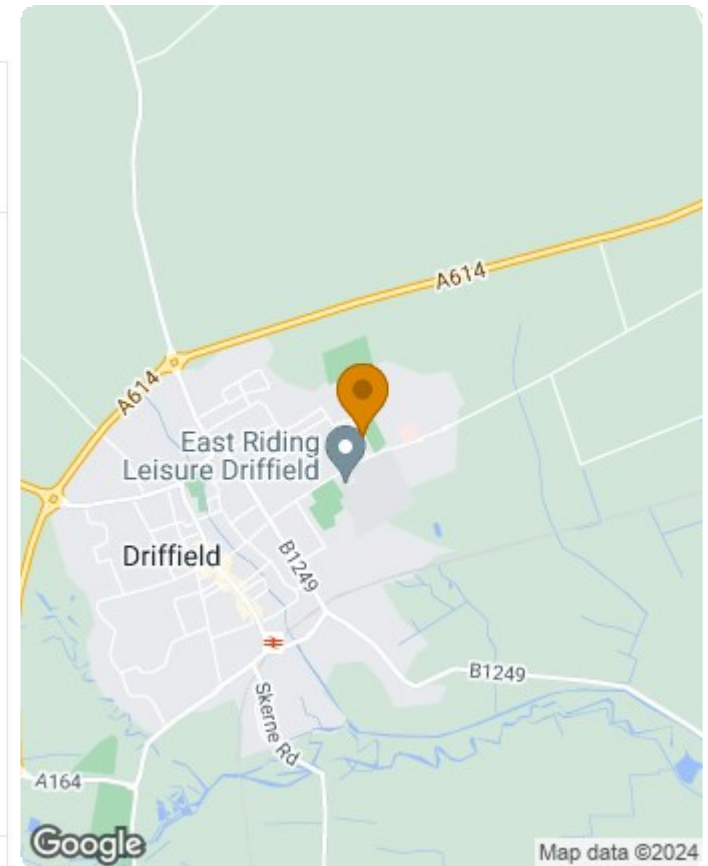 A614
A614
East Riding
Leisure Driffield
Driffield
B1249
B1249
Skerne Rd
A164
Google
Map data ©2024